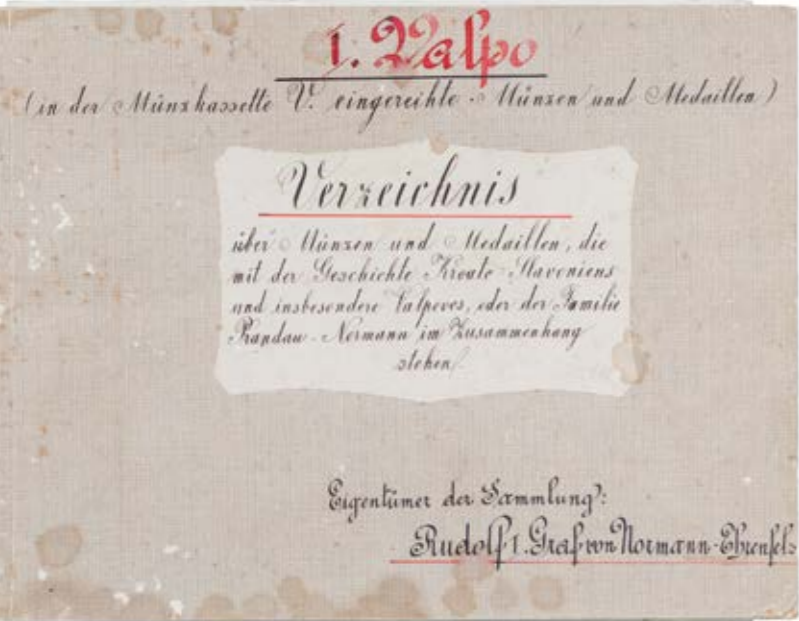 I. Valpo
(in der Münzkassette V. eingereihte Münzen und Medaillen)
Verzeichnis
über Münzen und Medaillen, die
mit der Geschichte Kroato-Slavoniens
und insbesondere Valpovos, oder der Familie
Prandau-Normann im Zusammenhang
stehen.
Eigentümer der Sammlung:
Rudolf I. Graf von Normann-Ehrenfels